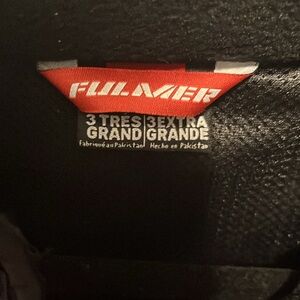 FULMER
3 TRES 3EXTRA
GRAND GRANDE
Fabriqué au Pakistan Hecho en Pakistan